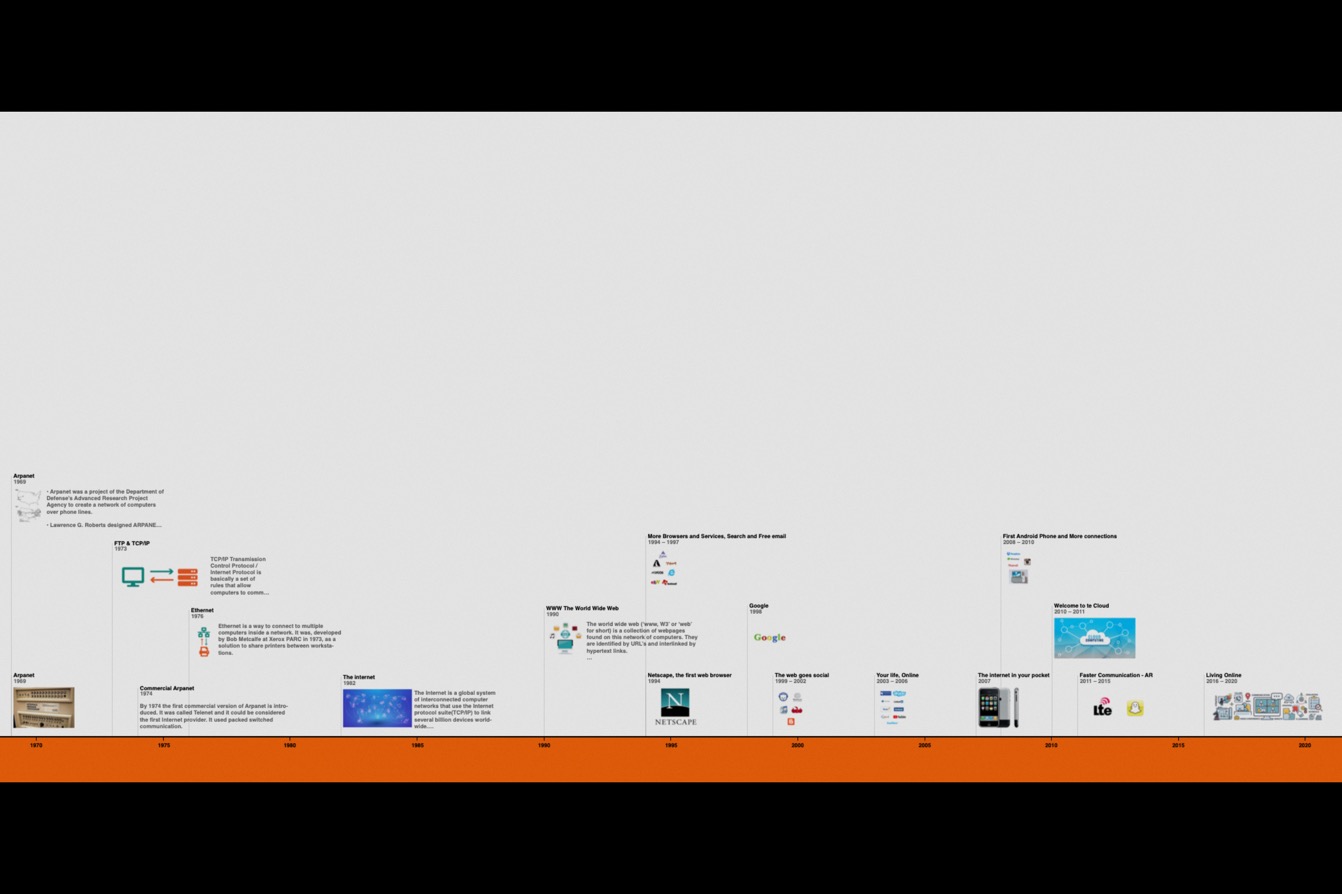 Arpanet
1969
- Arpanet was a project of the Department of
Defense's Advanced Research Project
Agency to create a network of computers
over phone lines.
- Lawrence G. Roberts designed ARPANE...
FTP & TCP/IP
1973
TCP/IP Transmission
Control Protocol /
Internet Protocol is
basically a set of
rules that allow
computers to comm...
Ethernet
1976
Ethernet is a way to connect to multiple
computers inside a network. It was, developed
by Bob Metcalfe at Xerox PARC in 1973, as a
solution to share printers between worksta-
tions.
Arpanet
1969
Commercial Arpanet
1974
By 1974 the first commercial version of Arpanet is intro-
duced. It was called Telenet and it could be considered
the first Internet provider. It used packed switched
communication.
The internet
1982
The Internet is a global system
of interconnected computer
networks that use the Internet
protocol suite(TCP/IP) to link
several billion devices world-
wide....
More Browsers and Services, Search and Free email
1994 – 1997
WWW The World Wide Web
1990
The world wide web ('www, W3' or 'web'
for short) is a collection of webpages
found on this network of computers. They
are identified by URL's and interlinked by
hypertext links.
...
Google
1998
Google
Netscape, the first web browser
1994
N
NETSCAPE
The web goes social
1999 – 2002
Your life, Online
2003 – 2006
First Android Phone and More connections
2008 – 2010
Welcome to te Cloud
2010 – 2011
CLOUD
COMPUTING
The internet in your pocket
2007
Faster Communication - AR
2011 – 2015
Lte
Living Online
2016 – 2020
1970
1975
1980
1985
1990
1995
2000
2005
2010
2015
2020